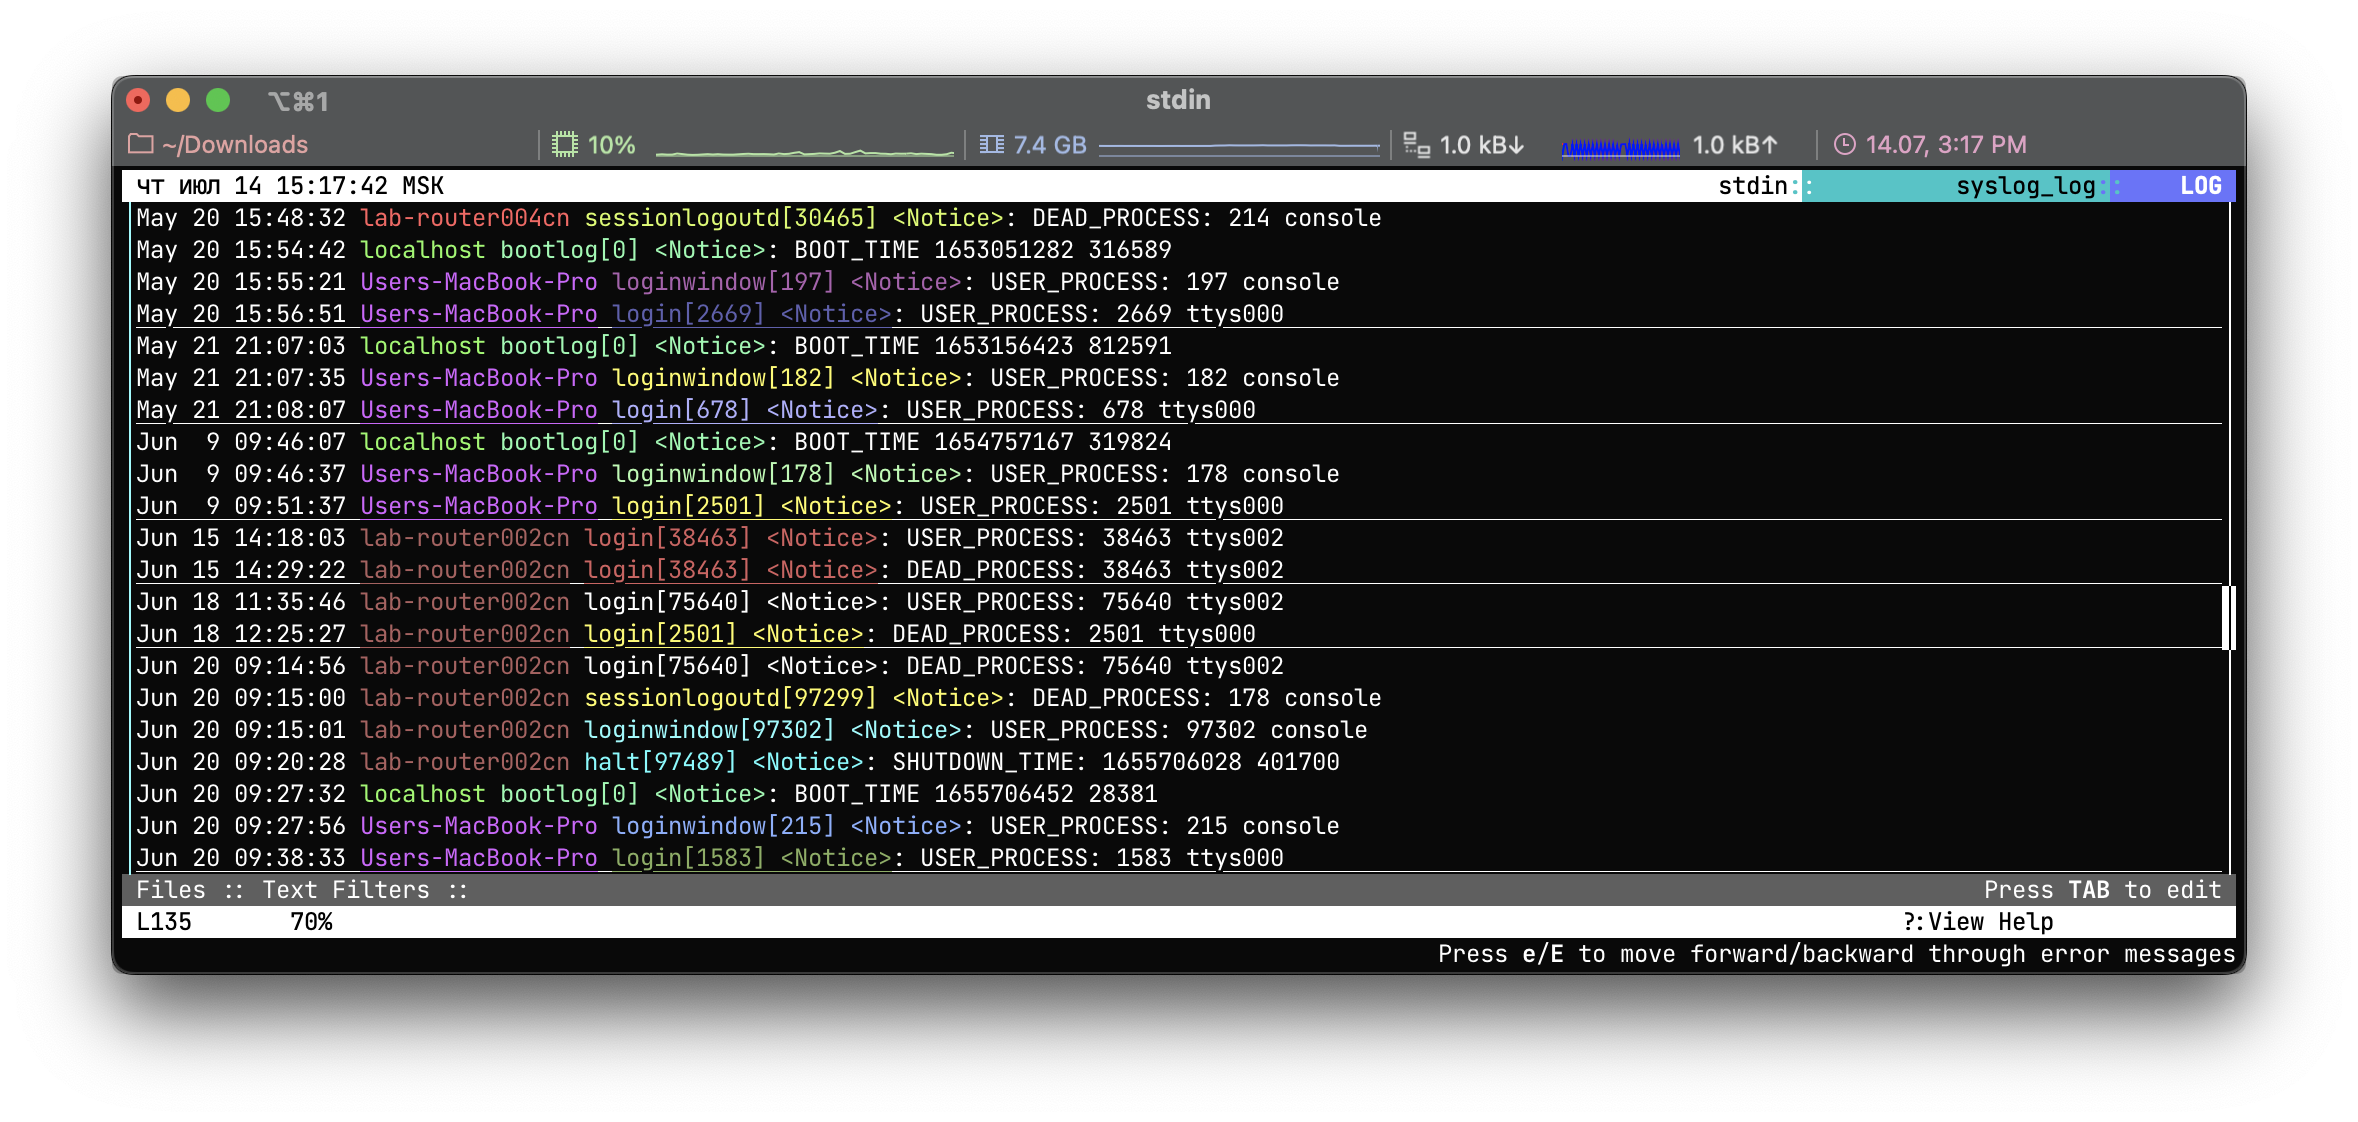 ⌥⌘1 stdin
~/Downloads 10% 7.4 GB 1.0 kB↓ 1.0 kB↑ 14.07, 3:17 PM
чт июл 14 15:17:42 MSK stdin:: syslog_log:: LOG
May 20 15:48:32 lab-router004cn sessionlogoutd[30465] <Notice>: DEAD_PROCESS: 214 console
May 20 15:54:42 localhost bootlog[0] <Notice>: BOOT_TIME 1653051282 316589
May 20 15:55:21 Users-MacBook-Pro loginwindow[197] <Notice>: USER_PROCESS: 197 console
May 20 15:56:51 Users-MacBook-Pro login[2669] <Notice>: USER_PROCESS: 2669 ttys000
May 21 21:07:03 localhost bootlog[0] <Notice>: BOOT_TIME 1653156423 812591
May 21 21:07:35 Users-MacBook-Pro loginwindow[182] <Notice>: USER_PROCESS: 182 console
May 21 21:08:07 Users-MacBook-Pro login[678] <Notice>: USER_PROCESS: 678 ttys000
Jun  9 09:46:07 localhost bootlog[0] <Notice>: BOOT_TIME 1654757167 319824
Jun  9 09:46:37 Users-MacBook-Pro loginwindow[178] <Notice>: USER_PROCESS: 178 console
Jun  9 09:51:37 Users-MacBook-Pro login[2501] <Notice>: USER_PROCESS: 2501 ttys000
Jun 15 14:18:03 lab-router002cn login[38463] <Notice>: USER_PROCESS: 38463 ttys002
Jun 15 14:29:22 lab-router002cn login[38463] <Notice>: DEAD_PROCESS: 38463 ttys002
Jun 18 11:35:46 lab-router002cn login[75640] <Notice>: USER_PROCESS: 75640 ttys002
Jun 18 12:25:27 lab-router002cn login[2501] <Notice>: DEAD_PROCESS: 2501 ttys000
Jun 20 09:14:56 lab-router002cn login[75640] <Notice>: DEAD_PROCESS: 75640 ttys002
Jun 20 09:15:00 lab-router002cn sessionlogoutd[97299] <Notice>: DEAD_PROCESS: 178 console
Jun 20 09:15:01 lab-router002cn loginwindow[97302] <Notice>: USER_PROCESS: 97302 console
Jun 20 09:20:28 lab-router002cn halt[97489] <Notice>: SHUTDOWN_TIME: 1655706028 401700
Jun 20 09:27:32 localhost bootlog[0] <Notice>: BOOT_TIME 1655706452 28381
Jun 20 09:27:56 Users-MacBook-Pro loginwindow[215] <Notice>: USER_PROCESS: 215 console
Jun 20 09:38:33 Users-MacBook-Pro login[1583] <Notice>: USER_PROCESS: 1583 ttys000
Files :: Text Filters :: Press TAB to edit
L135 70% ?:View Help
Press e/E to move forward/backward through error messages